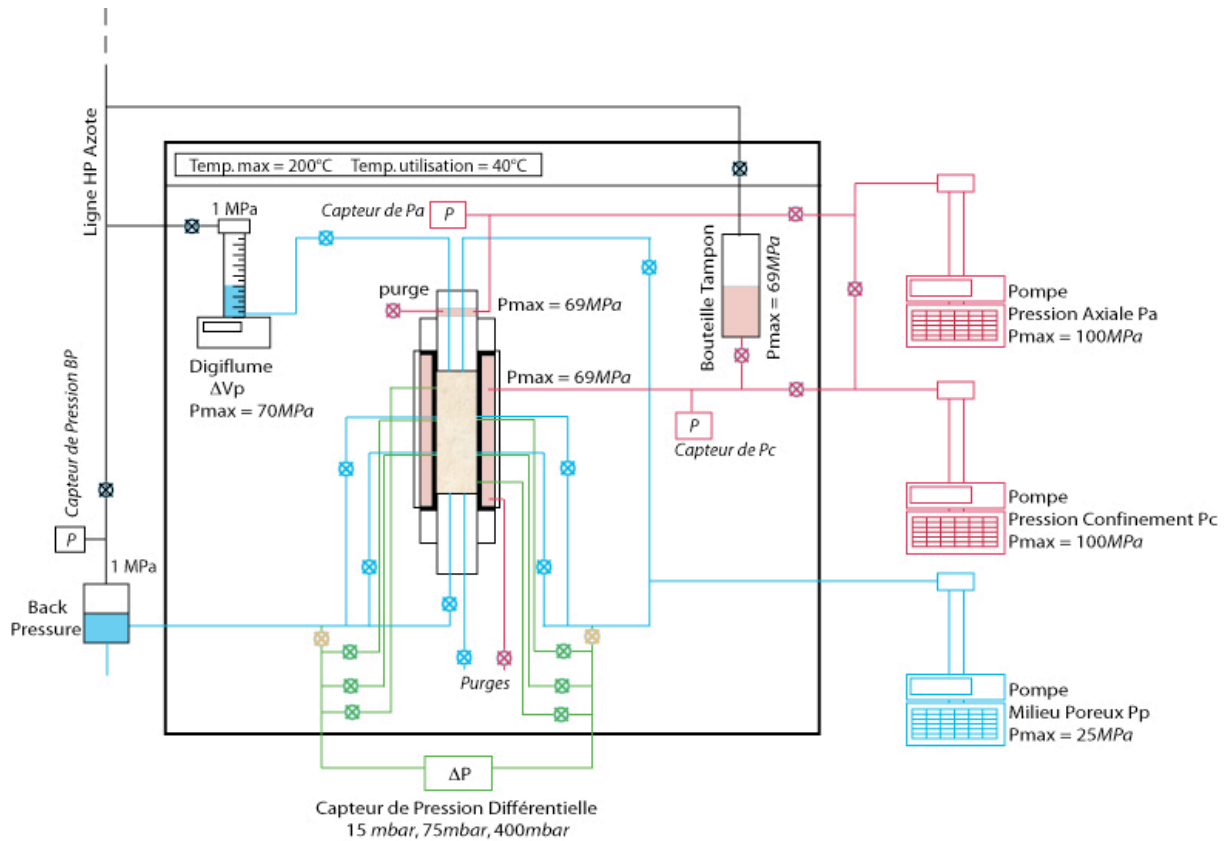 Ligne HP Azote
Temp. max = 200°C Temp. utilisation = 40°C
1 MPa
Capteur de Pa
P
purge
Pmax = 69MPa
Bouteille Tampon
Pmax = 69MPa
Pompe
Pression Axiale Pa
Pmax = 100MPa
Digiflume
ΔVp
Pmax = 70MPa
Pmax = 69MPa
P
Capteur de Pc
Capteur de Pression BP
P
1 MPa
Back
Pressure
Pompe
Pression Confinement Pc
Pmax = 100MPa
Purges
Pompe
Milieu Poreux Pp
Pmax = 25MPa
ΔP
Capteur de Pression Différentielle
15 mbar, 75mbar, 400mbar